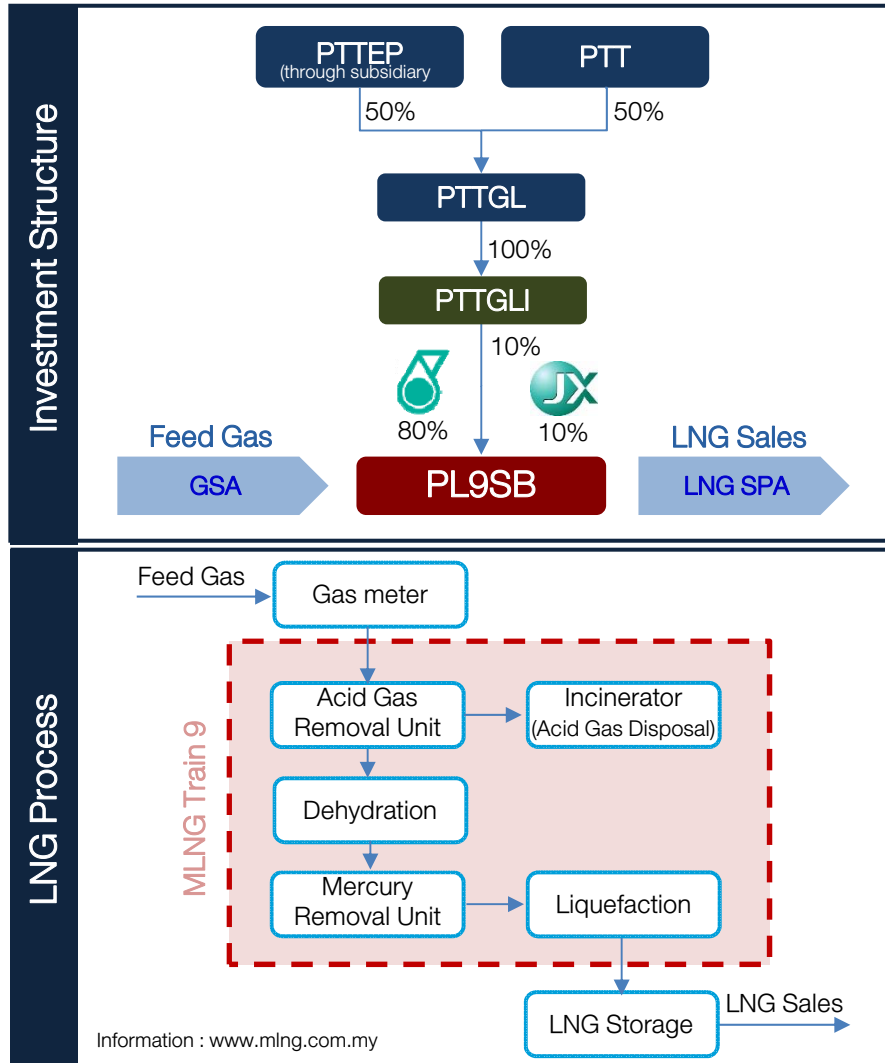 Investment Structure
PTTEP
(through subsidiary
PTT
50%
50%
PTTGL
100%
PTTGLI
10%
JX
80%
10%
Feed Gas
LNG Sales
GSA
PL9SB
LNG SPA
LNG Process
Feed Gas
Gas meter
MLNG Train 9
Acid Gas
Removal Unit
Incinerator
(Acid Gas Disposal)
Dehydration
Mercury
Removal Unit
Liquefaction
LNG Storage
LNG Sales
Information : www.mlng.com.my